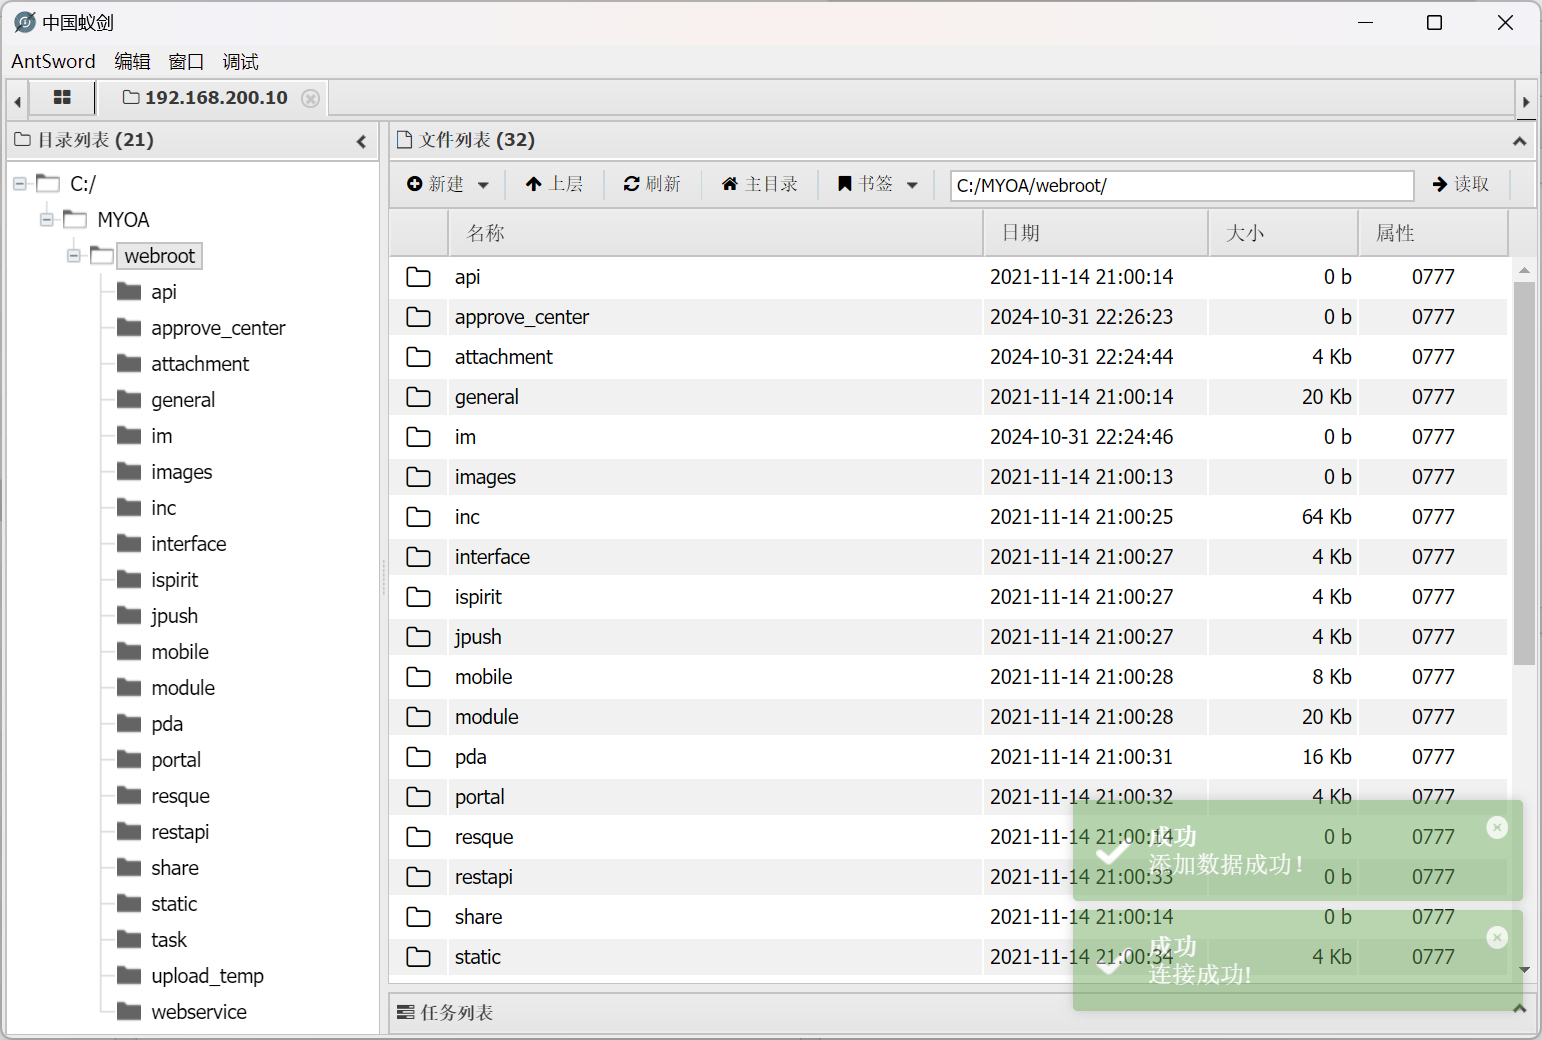 中国蚁剑
AntSword 编辑 窗口 调试
192.168.200.10
目录列表 (21)
C:/
MYOA
webroot
api
approve_center
attachment
general
im
images
inc
interface
ispirit
jpush
mobile
module
pda
portal
resque
restapi
share
static
task
upload_temp
webservice
文件列表 (32)
新建 上层 刷新 主目录 书签 C:/MYOA/webroot/ 读取
名称 日期 大小 属性
api 2021-11-14 21:00:14 0 b 0777
approve_center 2024-10-31 22:26:23 0 b 0777
attachment 2024-10-31 22:24:44 4 Kb 0777
general 2021-11-14 21:00:14 20 Kb 0777
im 2024-10-31 22:24:46 0 b 0777
images 2021-11-14 21:00:13 0 b 0777
inc 2021-11-14 21:00:25 64 Kb 0777
interface 2021-11-14 21:00:27 4 Kb 0777
ispirit 2021-11-14 21:00:27 4 Kb 0777
jpush 2021-11-14 21:00:27 4 Kb 0777
mobile 2021-11-14 21:00:28 8 Kb 0777
module 2021-11-14 21:00:28 20 Kb 0777
pda 2021-11-14 21:00:31 16 Kb 0777
portal 2021-11-14 21:00:32 4 Kb 0777
resque 2021-11-14 21:00:14 0 b 0777
restapi 2021-11-14 21:00:33 0 b 0777
share 2021-11-14 21:00:14 0 b 0777
static 2021-11-14 21:00:34 4 Kb 0777
成功
添加数据成功！
成功
连接成功!
任务列表